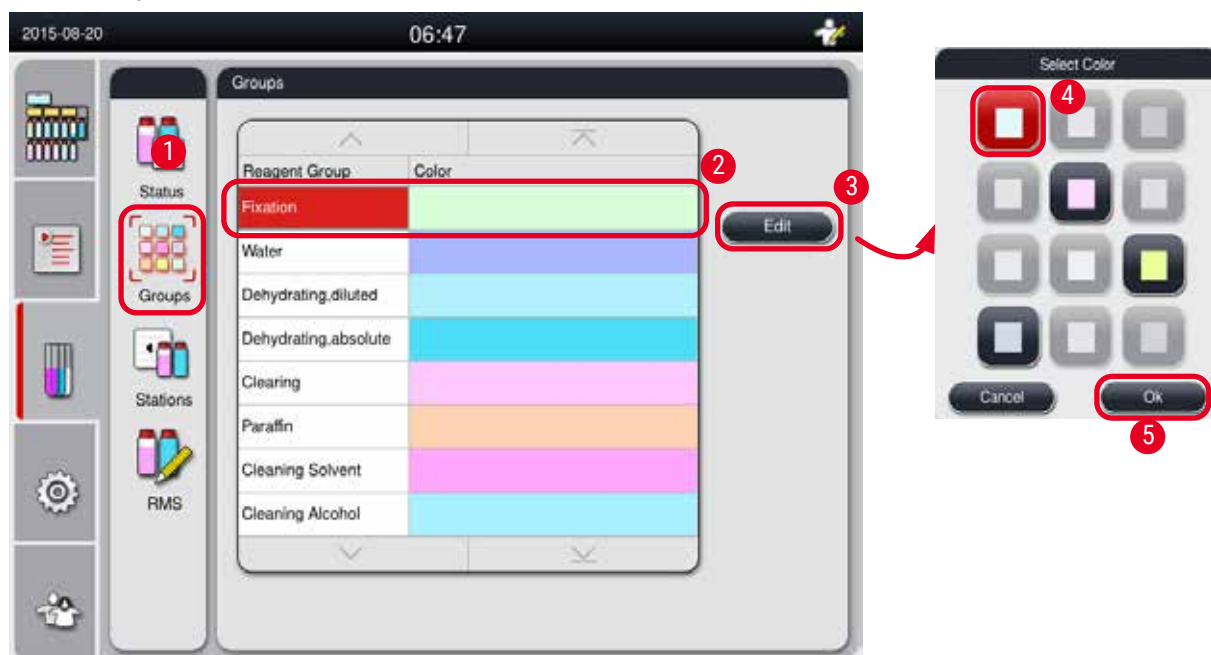 2015-08-20
06:47
Groups
Select Color
4
1
Status
Reagent Group
Color
2
3
Fixation
Edit
Water
Groups
Dehydrating,diluted
Dehydrating,absolute
Clearing
Stations
Cancel
Ok
Paraffin
5
Cleaning Solvent
RMS
Cleaning Alcohol